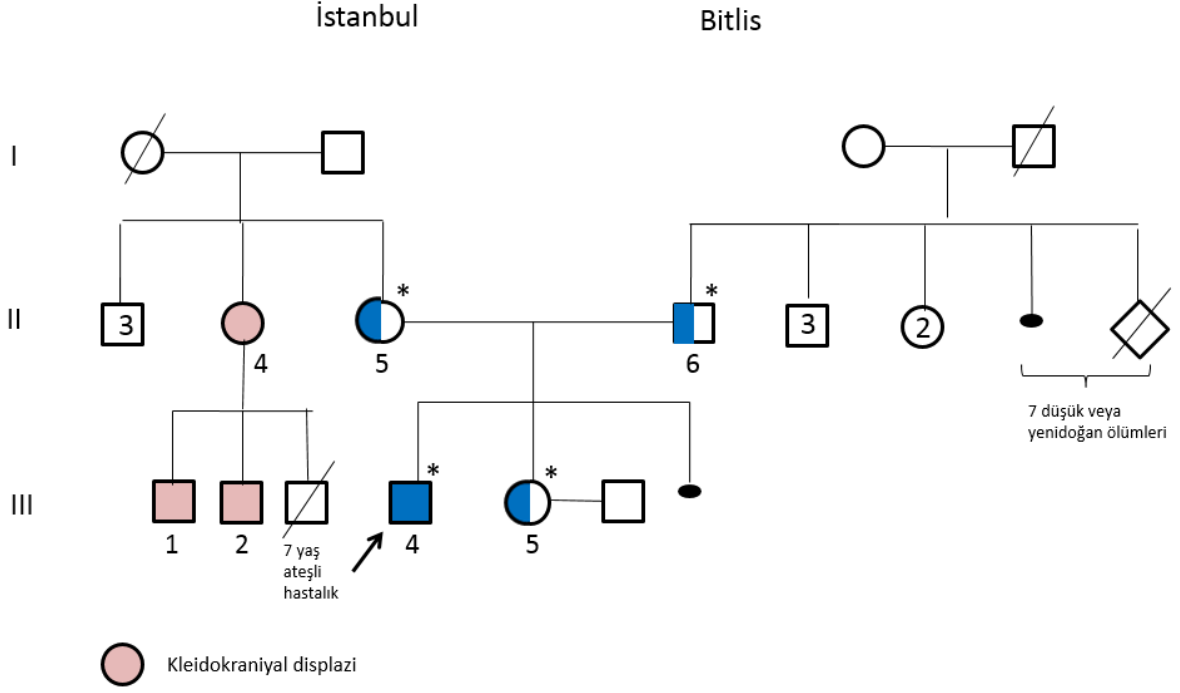 İstanbul
Bitlis
I
II
3
4
*
5
*
6
3
2
7 düşük veya
yenidoğan ölümleri
III
1
2
7 yaş
ateşli
hastalık
*
4
*
5
Kleidokraniyal displazi